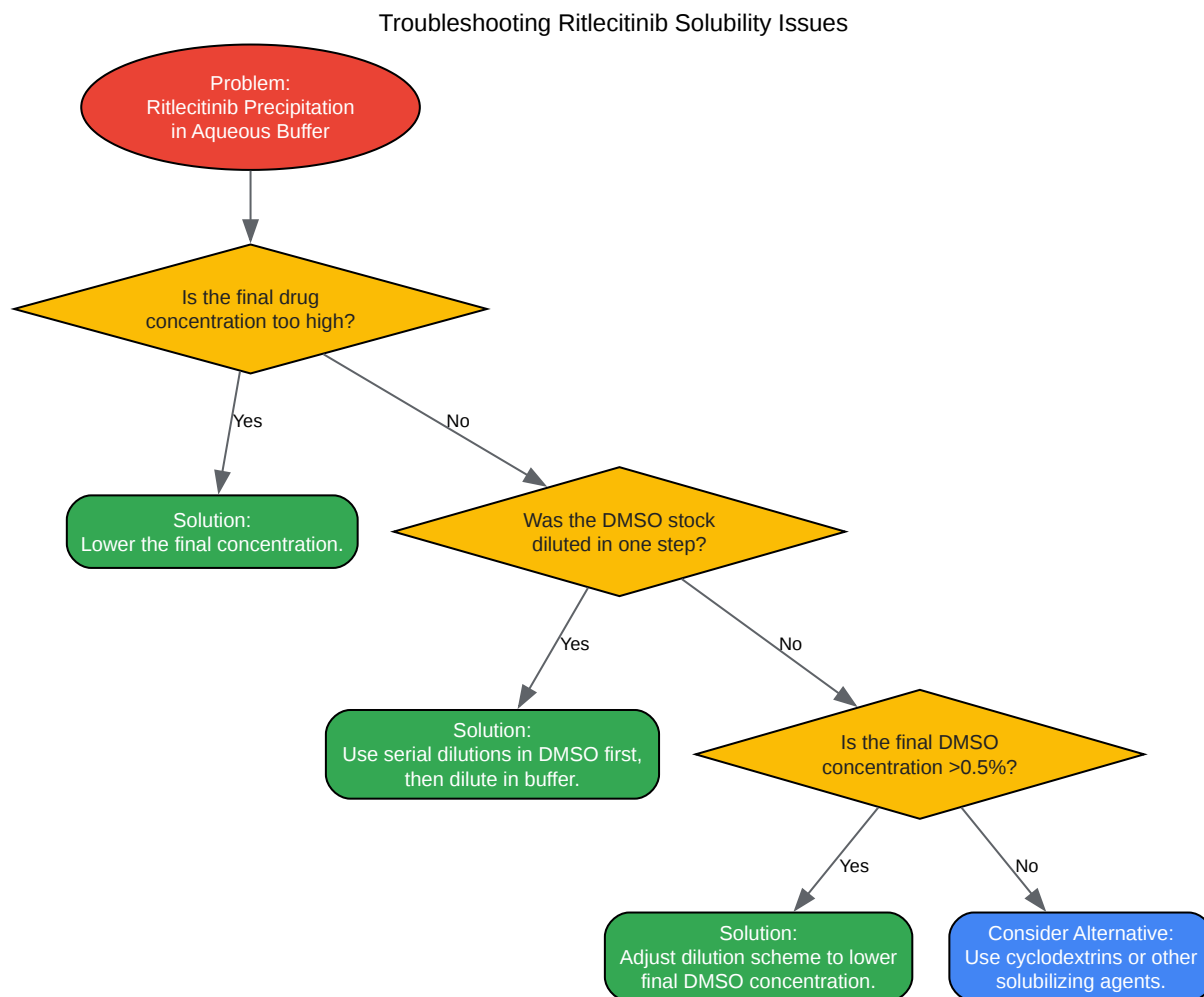 Troubleshooting Ritlecitinib Solubility Issues
Problem:
Ritlecitinib Precipitation
in Aqueous Buffer
Is the final drug
concentration too high?
Yes
No
Solution:
Lower the final concentration.
Was the DMSO stock
diluted in one step?
Yes
No
Solution:
Use serial dilutions in DMSO first,
then dilute in buffer.
Is the final DMSO
concentration >0.5%?
Yes
No
Solution:
Adjust dilution scheme to lower
final DMSO concentration.
Consider Alternative:
Use cyclodextrins or other
solubilizing agents.